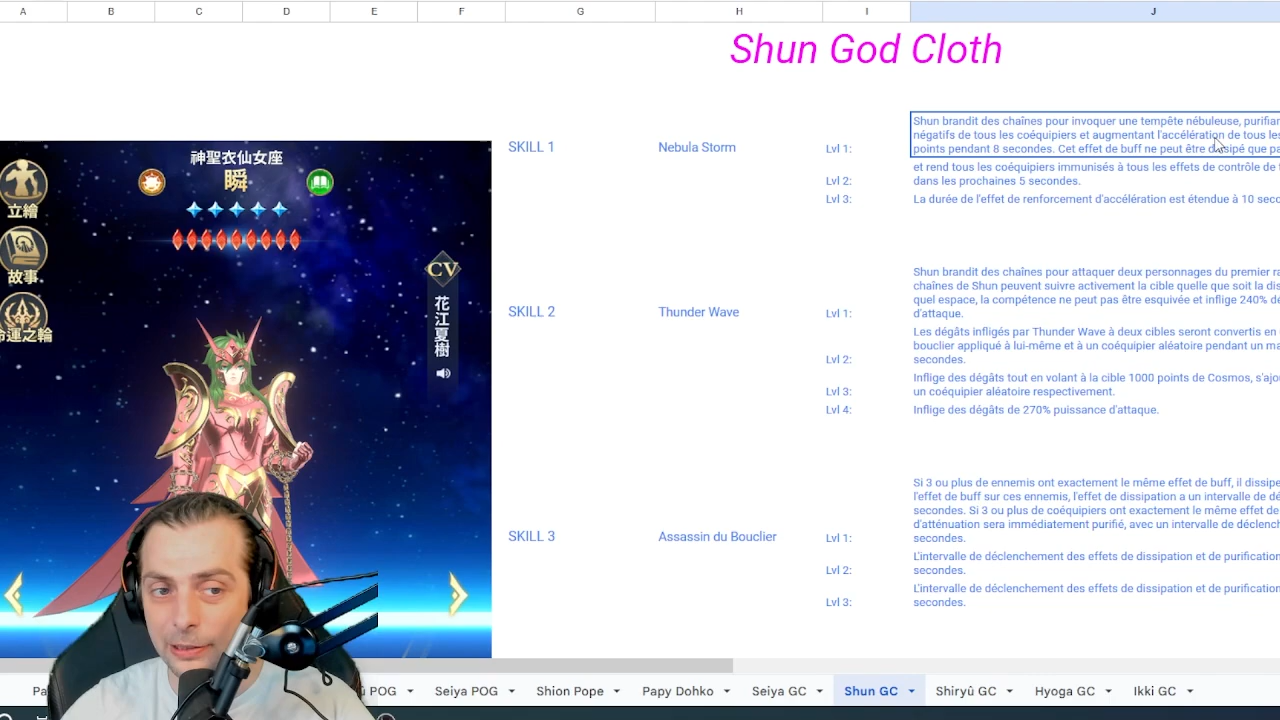 A B C D E F G H I J
Shun God Cloth
神聖衣仙女座
瞬
立繪
故事
命運之輪
CV
花江夏樹
SKILL 1
Nebula Storm
Lvl 1:
Shun brandit des chaînes pour invoquer une tempête nébuleuse,
négatifs de tous les coéquipiers et augmentant l'accélération de tous
points pendant 8 secondes. Cet effet de buff ne peut être dissipé que
Lvl 2:
et rend tous les coéquipiers immunisés à tous les effets de contrôle de
dans les prochaines 5 secondes.
Lvl 3:
La durée de l'effet de renforcement d'accélération est étendue à 10
SKILL 2
Thunder Wave
Lvl 1:
Shun brandit des chaînes pour attaquer deux personnages du premier
chaînes de Shun peuvent suivre activement la cible quelle que soit la
quel espace, la compétence ne peut pas être esquivée et inflige 240%
d'attaque.
Lvl 2:
Les dégâts infligés par Thunder Wave à deux cibles seront convertis en
bouclier appliqué à lui-même et à un coéquipier aléatoire pendant un
secondes.
Lvl 3:
Inflige des dégâts tout en volant à la cible 1000 points de Cosmos,
un coéquipier aléatoire respectivement.
Lvl 4:
Inflige des dégâts de 270% puissance d'attaque.
SKILL 3
Assassin du Bouclier
Lvl 1:
Si 3 ou plus de ennemis ont exactement le même effet de buff, il
l'effet de buff sur ces ennemis, l'effet de dissipation a un intervalle de
secondes. Si 3 ou plus de coéquipiers ont exactement le même effet de
d'atténuation sera immédiatement purifié, avec un intervalle de
secondes.
Lvl 2:
L'intervalle de déclenchement des effets de dissipation et de purification
secondes.
Lvl 3:
L'intervalle de déclenchement des effets de dissipation et de purification
secondes.
POG Seiya POG Shion Pope Papy Dohko Seiya GC Shun GC Shiryû GC Hyoga GC Ikki GC